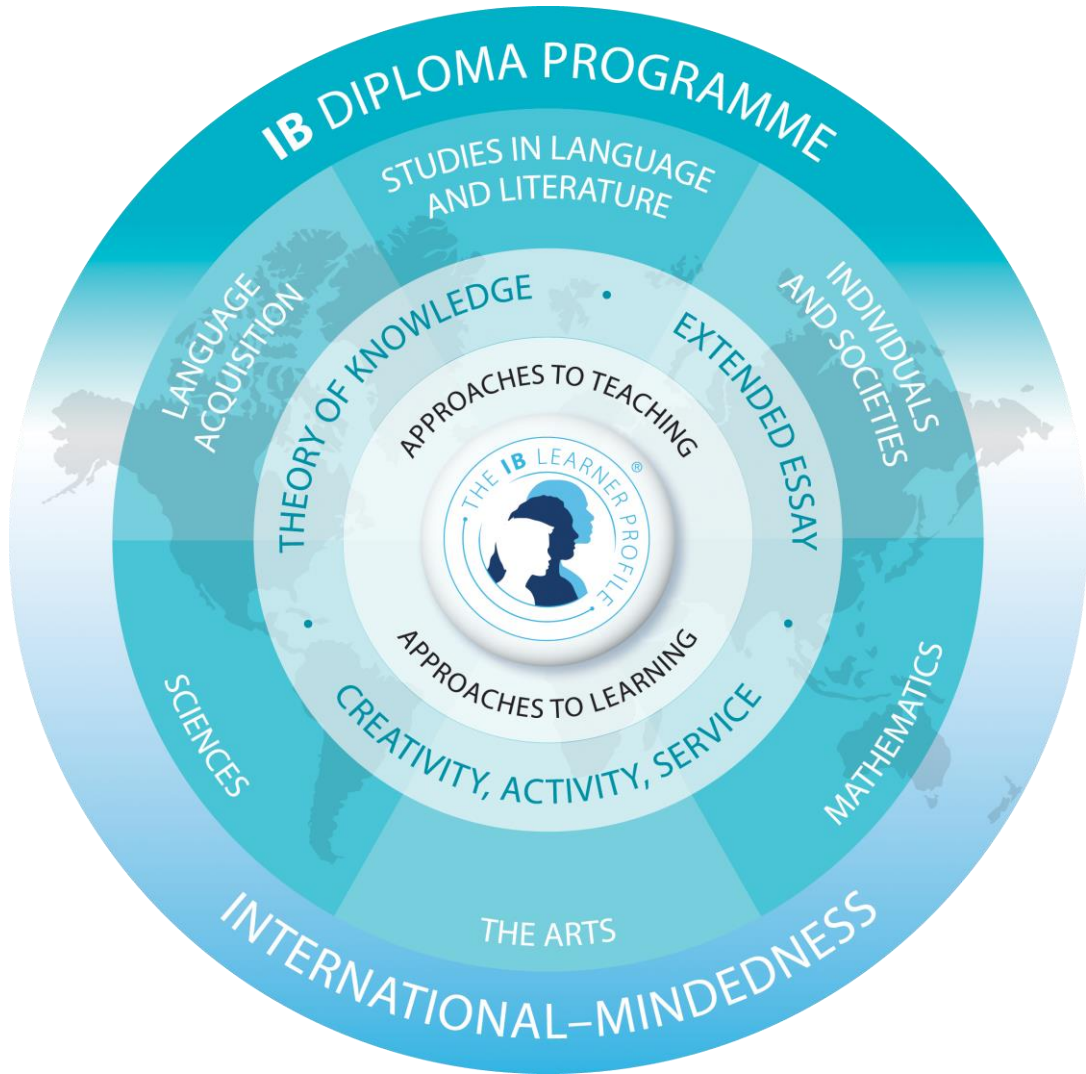 IB DIPLOMA PROGRAMME
STUDIES IN LANGUAGE
AND LITERATURE
LANGUAGE
ACQUISITION
INDIVIDUALS
AND SOCIETIES
THEORY OF KNOWLEDGE
•
EXTENDED ESSAY
APPROACHES TO TEACHING
THE IB LEARNER PROFILE
®
APPROACHES TO LEARNING
•
CREATIVITY, ACTIVITY, SERVICE
•
SCIENCES
MATHEMATICS
THE ARTS
INTERNATIONAL–MINDEDNESS